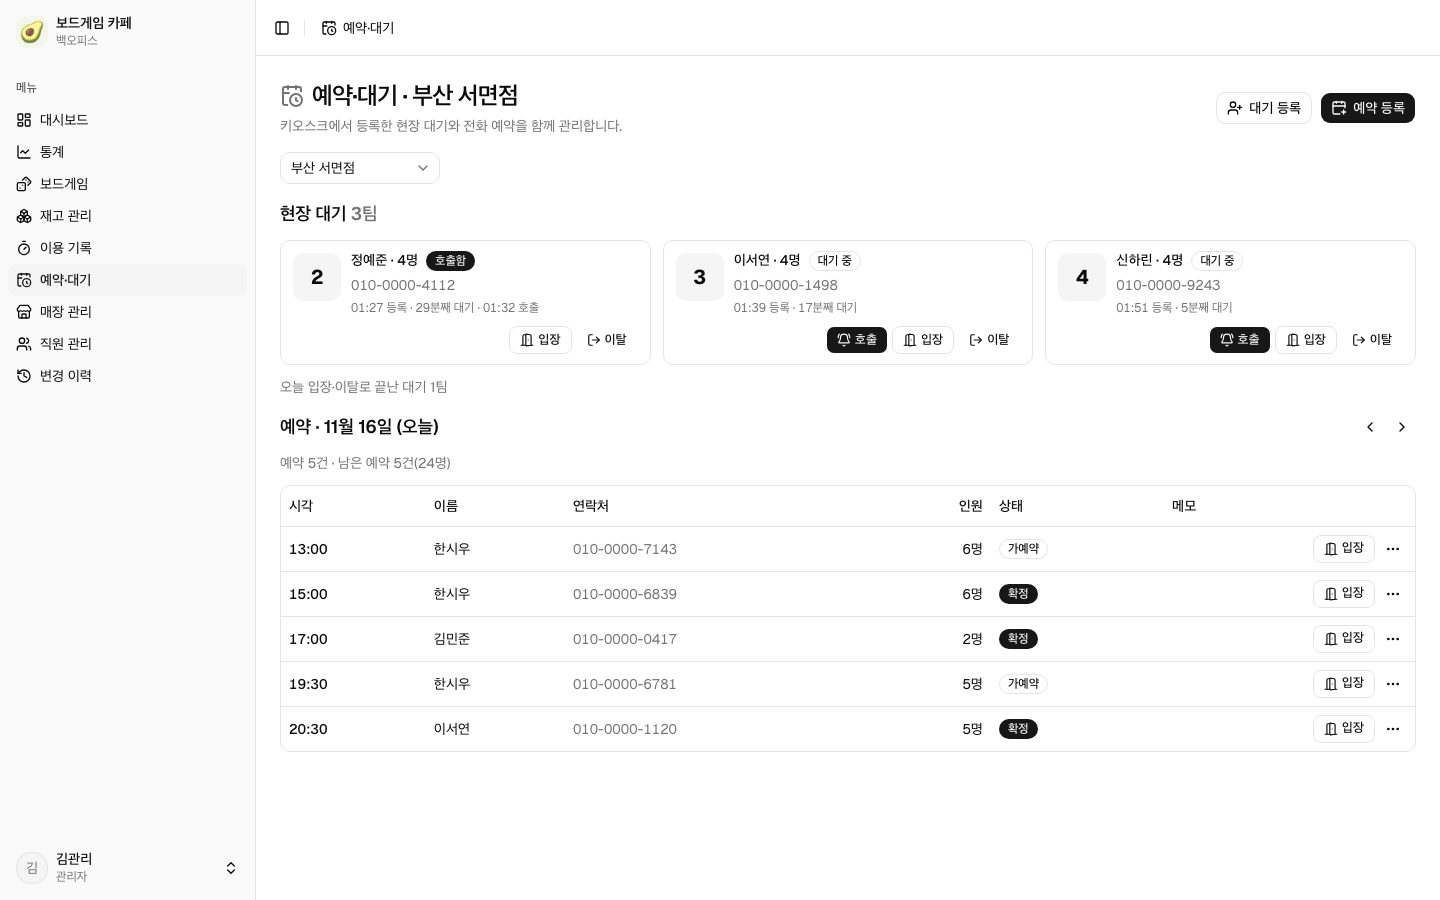 보드게임 카페
백오피스
메뉴
대시보드
통계
보드게임
재고 관리
이용 기록
예약·대기
매장 관리
직원 관리
변경 이력
김
김관리
관리자
예약·대기
예약·대기 · 부산 서면점
키오스크에서 등록한 현장 대기와 전화 예약을 함께 관리합니다.
대기 등록
예약 등록
부산 서면점
현장 대기 3팀
2
정예준 · 4명 호출함
010-0000-4112
01:27 등록 · 29분째 대기 · 01:32 호출
입장 이탈
3
이서연 · 4명 대기 중
010-0000-1498
01:39 등록 · 17분째 대기
호출 입장 이탈
4
신하린 · 4명 대기 중
010-0000-9243
01:51 등록 · 5분째 대기
호출 입장 이탈
오늘 입장·이탈로 끝난 대기 1팀
예약 · 11월 16일 (오늘)
예약 5건 · 남은 예약 5건(24명)
시각 이름 연락처 인원 상태 메모
13:00 한시우 010-0000-7143 6명 가예약 입장
15:00 한시우 010-0000-6839 6명 확정 입장
17:00 김민준 010-0000-0417 2명 확정 입장
19:30 한시우 010-0000-6781 5명 가예약 입장
20:30 이서연 010-0000-1120 5명 확정 입장